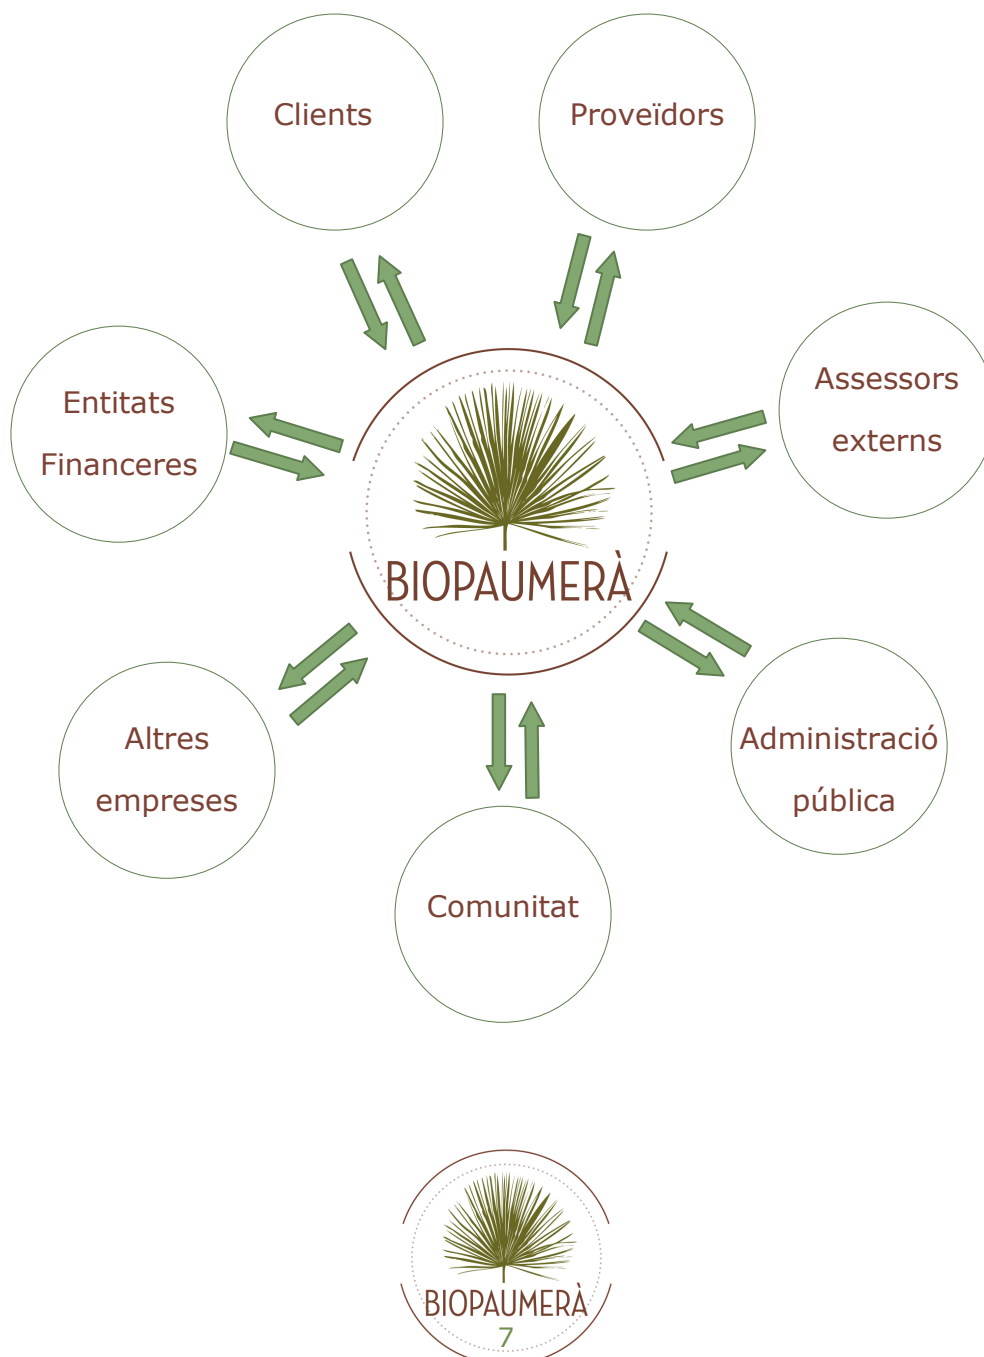 Clients
Proveïdors
Assessors
externs
Entitats
Financeres
BIOPAUMERÀ
Altres
empreses
Administració
pública
Comunitat
BIOPAUMERÀ
7